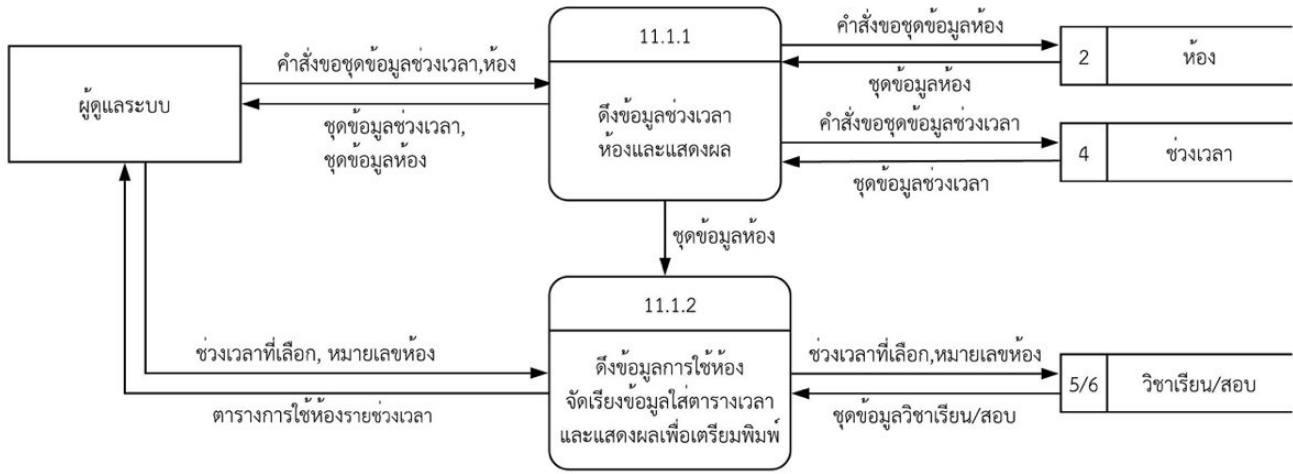 ผู้ดูแลระบบ
คำสั่งขอชุดข้อมูลช่วงเวลา,ห้อง
ชุดข้อมูลช่วงเวลา,
ชุดข้อมูลห้อง
11.1.1
ดึงข้อมูลช่วงเวลา
ห้องและแสดงผล
คำสั่งขอชุดข้อมูลห้อง
ชุดข้อมูลห้อง
2 ห้อง
คำสั่งขอชุดข้อมูลช่วงเวลา
ชุดข้อมูลช่วงเวลา
4 ช่วงเวลา
ชุดข้อมูลห้อง
11.1.2
ดึงข้อมูลการใช้ห้อง
จัดเรียงข้อมูลใส่ตารางเวลา
และแสดงผลเพื่อเตรียมพิมพ์
ช่วงเวลาที่เลือก, หมายเลขห้อง
ตารางการใช้ห้องรายช่วงเวลา
ช่วงเวลาที่เลือก,หมายเลขห้อง
ชุดข้อมูลวิชาเรียน/สอบ
5/6 วิชาเรียน/สอบ